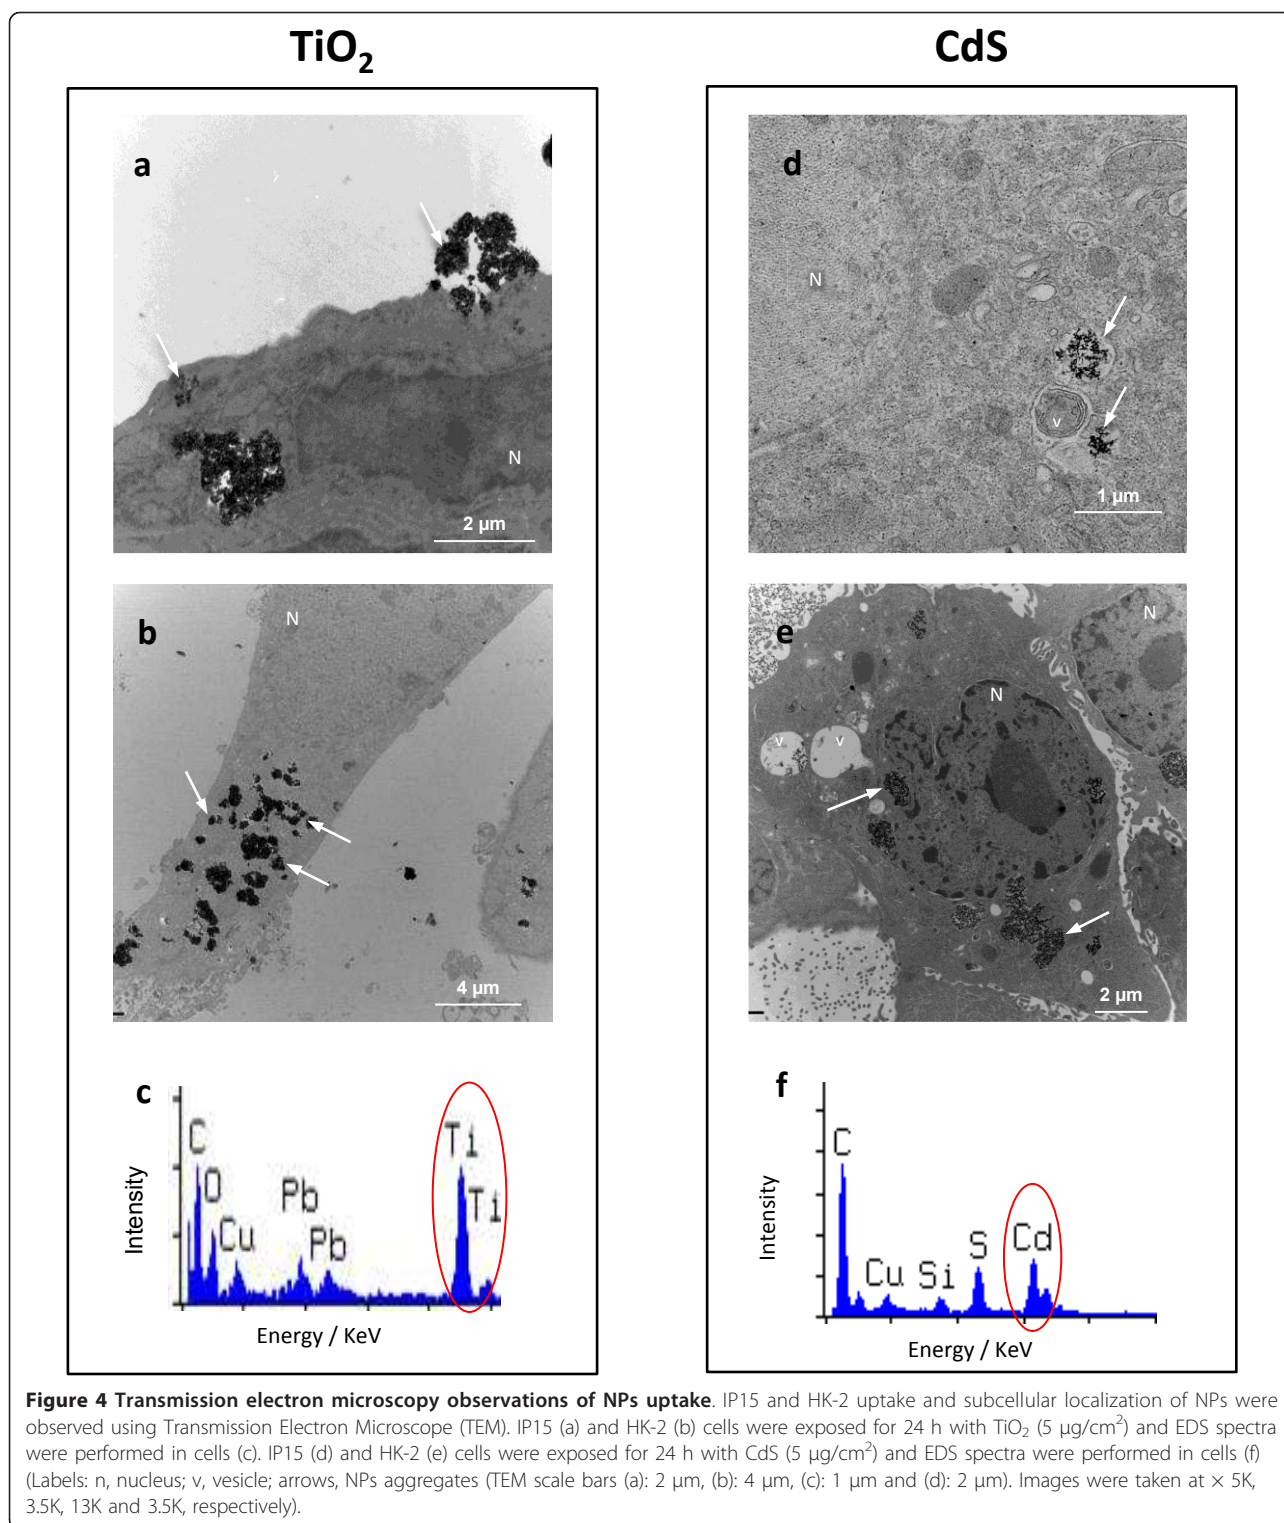 TiO₂
CdS
a
N
2 µm
b
N
4 µm
c
C
O
Cu
Pb
Pb
Ti
Ti
Intensity
Energy / KeV
d
N
v
1 µm
e
N
N
v
v
2 µm
f
C
Cu
Si
S
Cd
Intensity
Energy / KeV
Figure 4 Transmission electron microscopy observations of NPs uptake. IP15 and HK-2 uptake and subcellular localization of NPs were
observed using Transmission Electron Microscope (TEM). IP15 (a) and HK-2 (b) cells were exposed for 24 h with TiO₂ (5 µg/cm²) and EDS spectra
were performed in cells (c). IP15 (d) and HK-2 (e) cells were exposed for 24 h with CdS (5 µg/cm²) and EDS spectra were performed in cells (f)
(Labels: n, nucleus; v, vesicle; arrows, NPs aggregates (TEM scale bars (a): 2 µm, (b): 4 µm, (c): 1 µm and (d): 2 µm). Images were taken at × 5K,
3.5K, 13K and 3.5K, respectively).